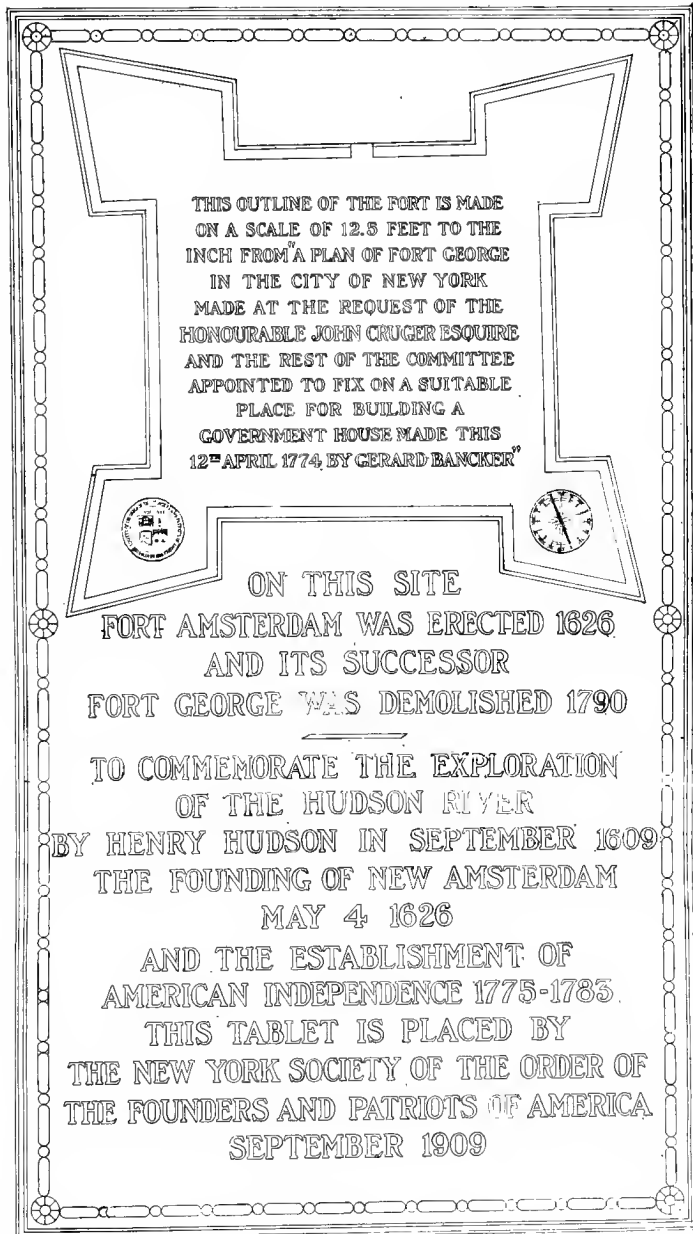 THIS OUTLINE OF THE FORT IS MADE
ON A SCALE OF 12.5 FEET TO THE
INCH FROM "A PLAN OF FORT GEORGE
IN THE CITY OF NEW YORK
MADE AT THE REQUEST OF THE
HONOURABLE JOHN CRUGER ESQUIRE
AND THE REST OF THE COMMITTEE
APPOINTED TO FIX ON A SUITABLE
PLACE FOR BUILDING A
GOVERNMENT HOUSE MADE THIS
12TH APRIL 1774 BY GERARD BANCKER"
ON THIS SITE
FORT AMSTERDAM WAS ERECTED 1626
AND ITS SUCCESSOR
FORT GEORGE WAS DEMOLISHED 1790
TO COMMEMORATE THE EXPLORATION
OF THE HUDSON RIVER
BY HENRY HUDSON IN SEPTEMBER 1609
THE FOUNDING OF NEW AMSTERDAM
MAY 4 1626
AND THE ESTABLISHMENT OF
AMERICAN INDEPENDENCE 1775-1783
THIS TABLET IS PLACED BY
THE NEW YORK SOCIETY OF THE ORDER OF
THE FOUNDERS AND PATRIOTS OF AMERICA
SEPTEMBER 1909